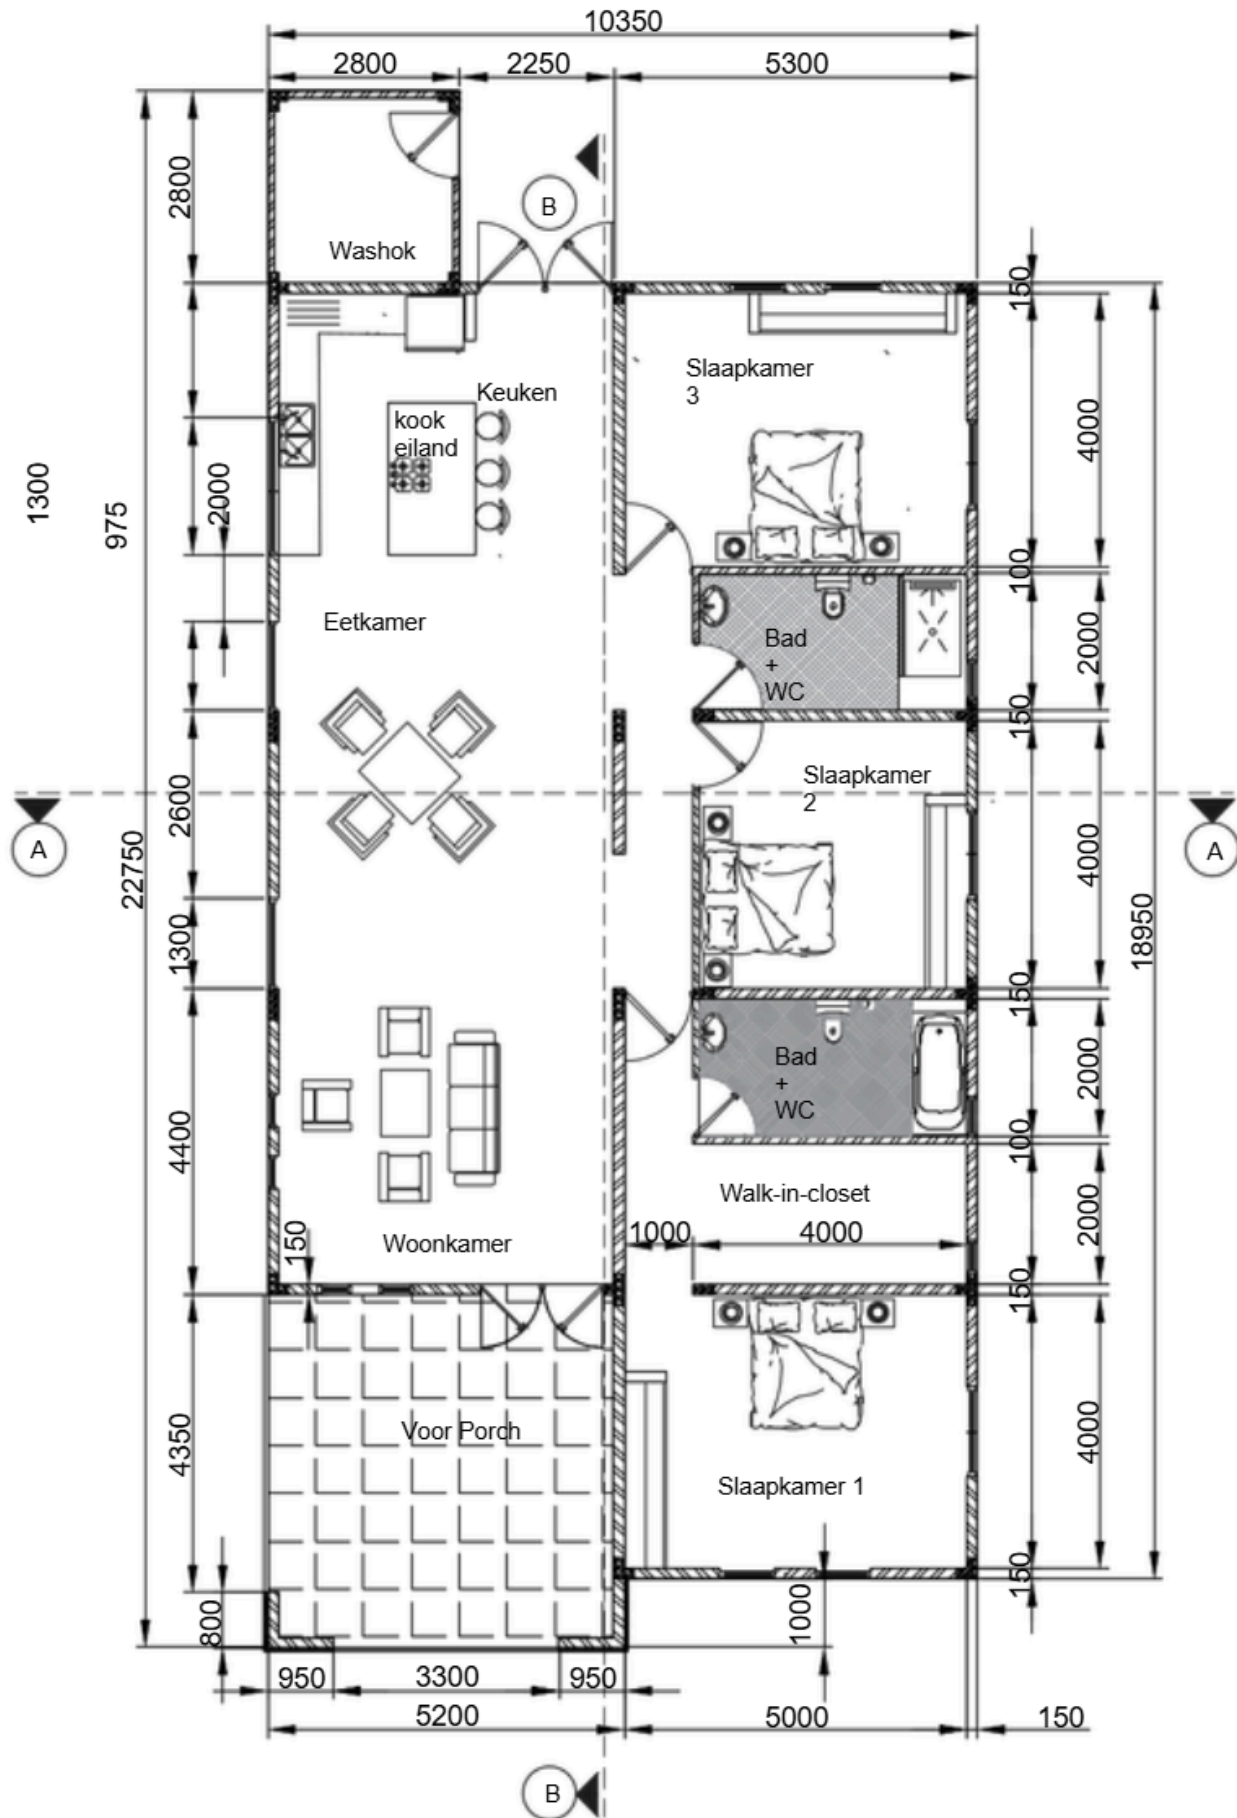 10350
2800
2250
5300
2800
B
Washok
150
Slaapkamer
3
Keuken
kook
eiland
4000
1300
975
2000
100
Eetkamer
Bad
+
WC
2000
150
Slaapkamer
2
2600
A
A
22750
4000
18950
1300
150
Bad
+
WC
2000
4400
100
Walk-in-closet
2000
1000
4000
150
Woonkamer
150
Voor Porch
4350
4000
Slaapkamer 1
150
800
1000
950
3300
950
5200
5000
150
B